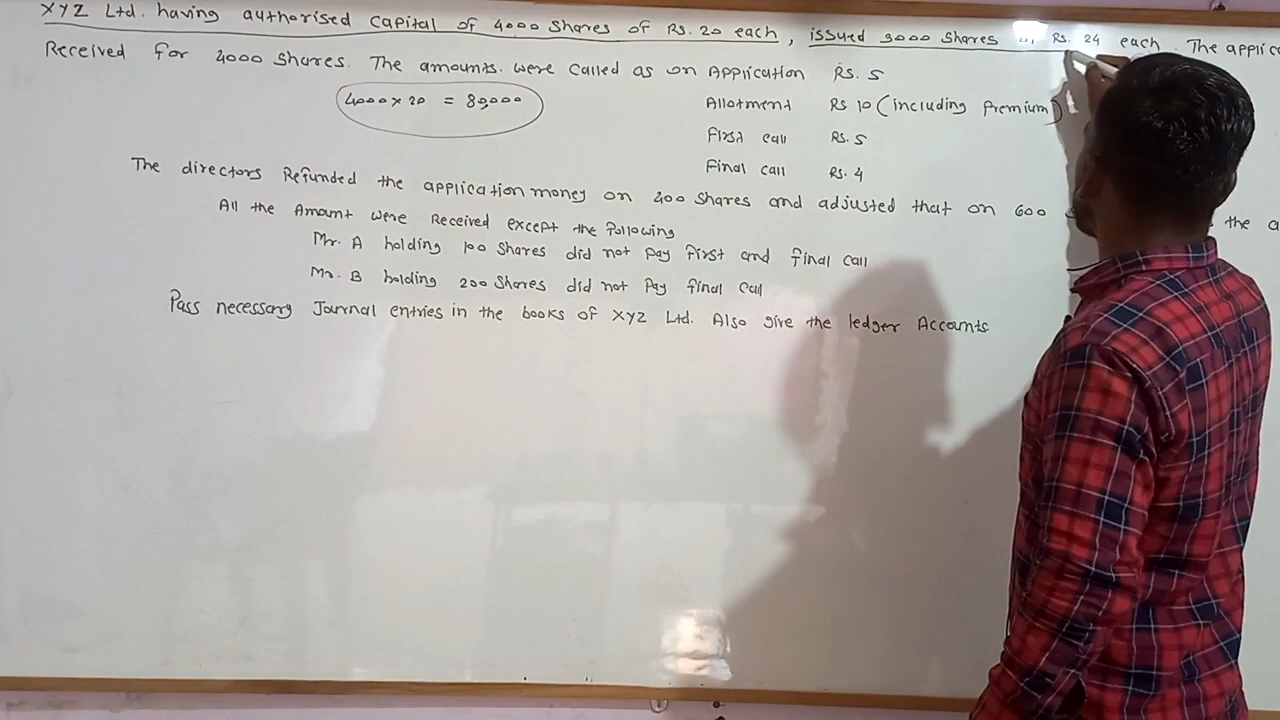 XYZ Ltd. having authorised capital of 4000 shares of Rs. 20 each, issued 3000 shares Rs. 24 each. The applic
Received for 4000 shares. The amounts were called as on Application Rs. 5
4000 × 20 = 80,000
Allotment Rs 10 (including Premium)
First call Rs. 5
Final call Rs. 4
The directors Refunded the application money on 400 shares and adjusted that on 600 the a
All the Amount were Received except the following
Mr. A holding 100 shares did not pay first and final call
Mr. B holding 200 shares did not pay final call
Pass necessary Journal entries in the books of XYZ Ltd. Also give the ledger Accounts